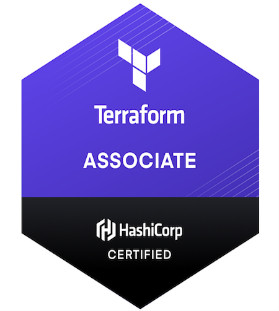 Terraform
ASSOCIATE
HashiCorp
CERTIFIED